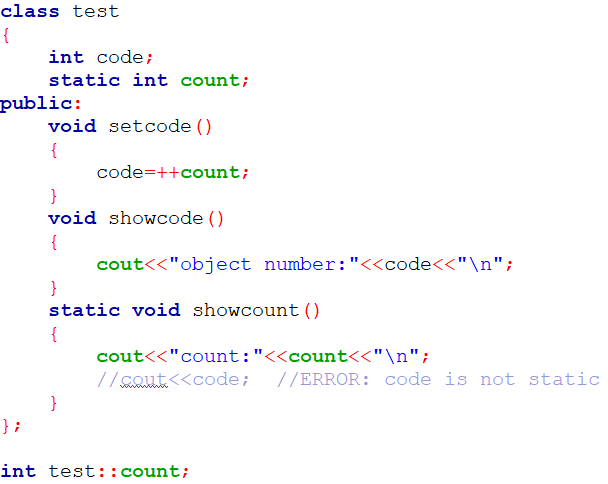 class test
{
    int code;
    static int count;
public:
    void setcode()
    {
        code=++count;
    }
    void showcode()
    {
        cout<<"object number:"<<code<<"\n";
    }
    static void showcount()
    {
        cout<<"count:"<<count<<"\n";
        //cout<<code;  //ERROR: code is not static
    }
};

int test::count;